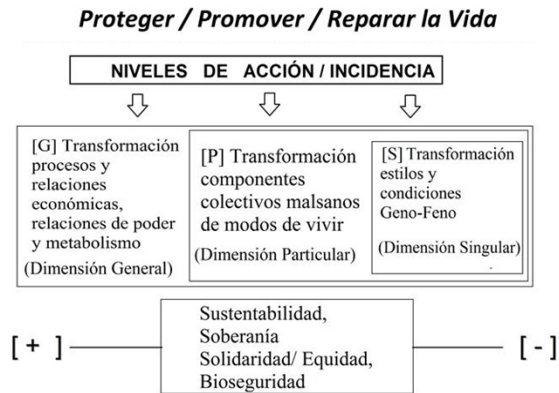 Proteger / Promover / Reparar la Vida
NIVELES DE ACCIÓN / INCIDENCIA
[G] Transformación
procesos y
relaciones
económicas,
relaciones de poder
y metabolismo
(Dimensión General)
[P] Transformación
componentes
colectivos malsanos
de modos de vivir
(Dimensión Particular)
[S] Transformación
estilos y
condiciones
Geno-Feno
(Dimensión Singular)
[ + ]
Sustentabilidad,
Soberanía
Solidaridad/ Equidad,
Bioseguridad
[ - ]